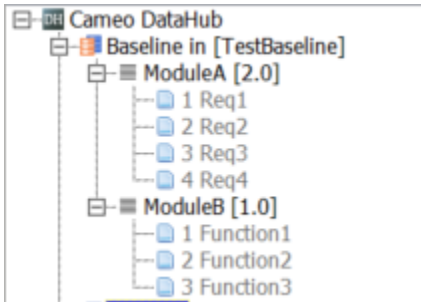 DH Cameo DataHub
Baseline in [TestBaseline]
ModuleA [2.0]
1 Req1
2 Req2
3 Req3
4 Req4
ModuleB [1.0]
1 Function1
2 Function2
3 Function3